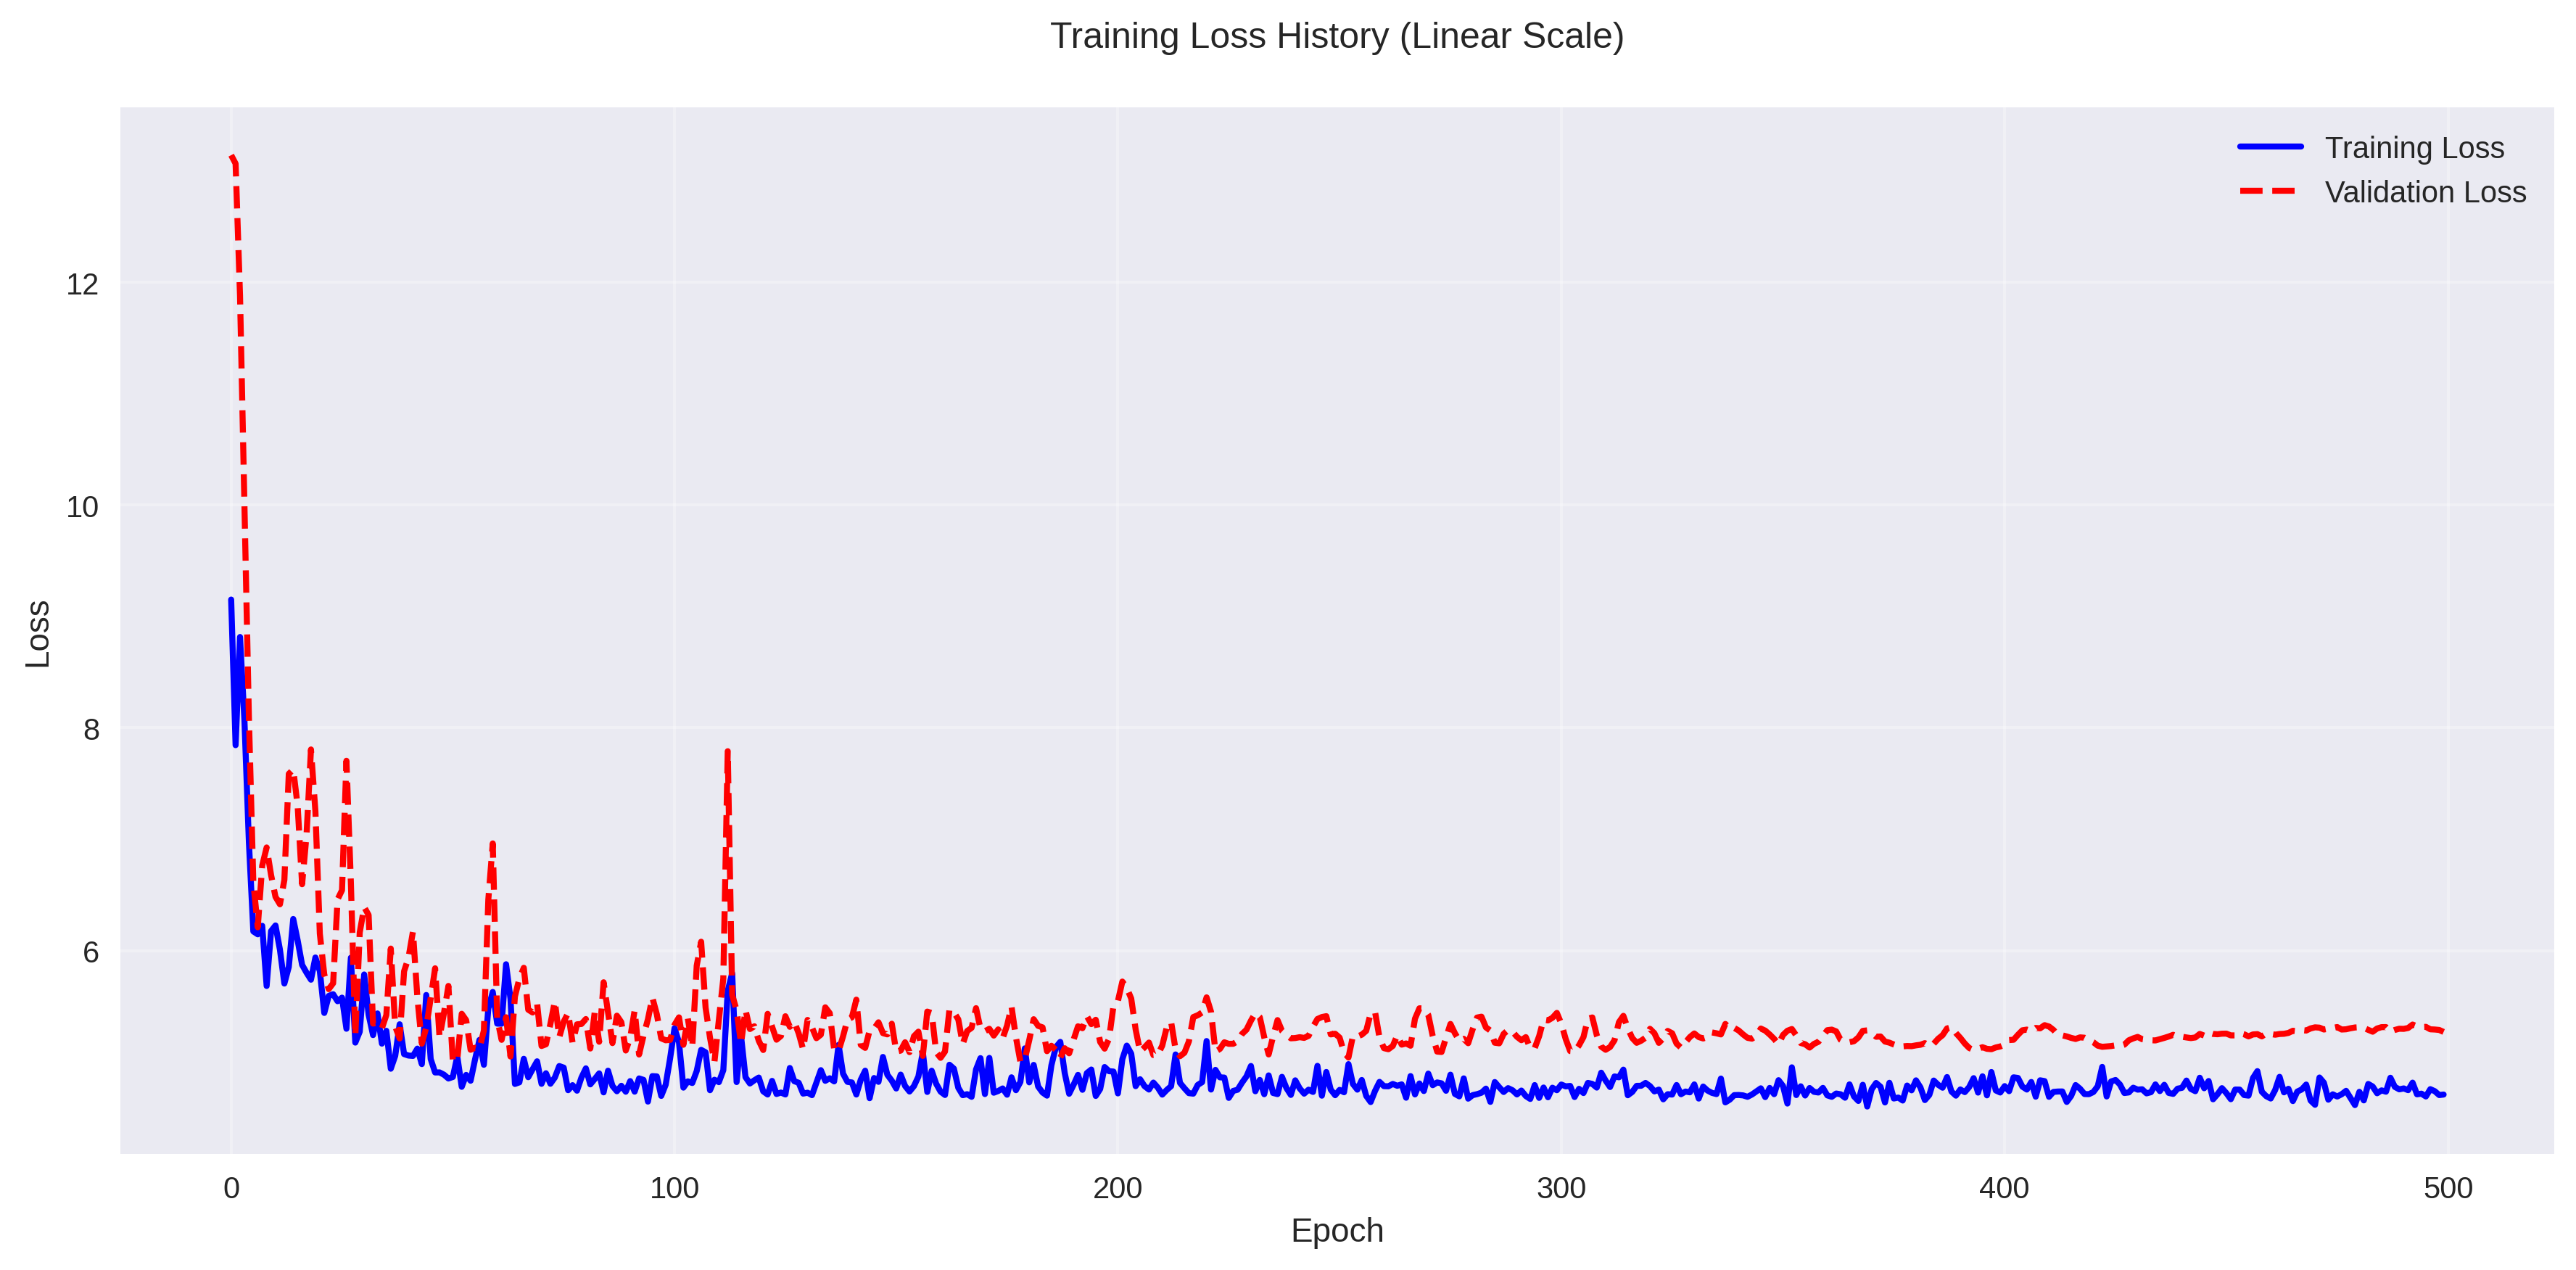 Training Loss History (Linear Scale)
Training Loss
Validation Loss
12
10
8
6
Loss
0 100 200 300 400 500
Epoch